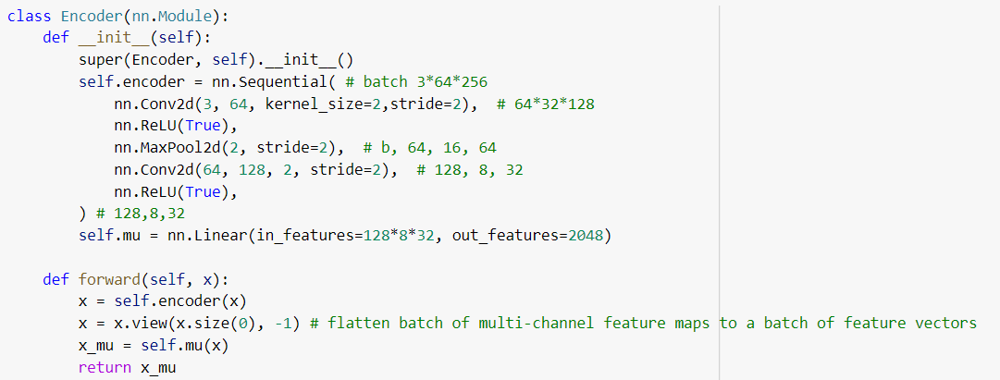 class Encoder(nn.Module):
    def __init__(self):
        super(Encoder, self).__init__()
        self.encoder = nn.Sequential( # batch 3*64*256
            nn.Conv2d(3, 64, kernel_size=2,stride=2),  # 64*32*128
            nn.ReLU(True),
            nn.MaxPool2d(2, stride=2),  # b, 64, 16, 64
            nn.Conv2d(64, 128, 2, stride=2),  # 128, 8, 32
            nn.ReLU(True),
        ) # 128,8,32
        self.mu = nn.Linear(in_features=128*8*32, out_features=2048)

    def forward(self, x):
        x = self.encoder(x)
        x = x.view(x.size(0), -1) # flatten batch of multi-channel feature maps to a batch of feature vectors
        x_mu = self.mu(x)
        return x_mu